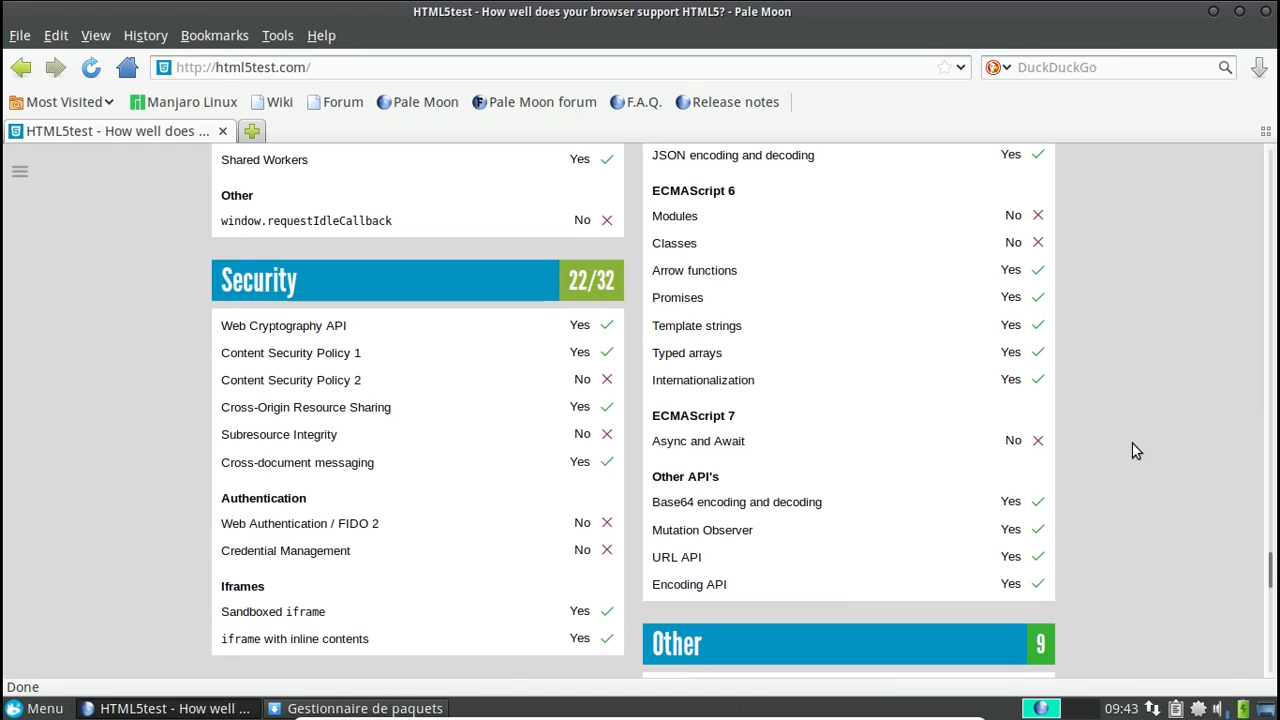 HTML5test - How well does your browser support HTML5? - Pale Moon
File Edit View History Bookmarks Tools Help
http://html5test.com/
DuckDuckGo
Most Visited Manjaro Linux Wiki Forum Pale Moon Pale Moon forum F.A.Q. Release notes
HTML5test - How well does ...
Shared Workers Yes
Other
window.requestIdleCallback No
Security 22/32
Web Cryptography API Yes
Content Security Policy 1 Yes
Content Security Policy 2 No
Cross-Origin Resource Sharing Yes
Subresource Integrity No
Cross-document messaging Yes
Authentication
Web Authentication / FIDO 2 No
Credential Management No
Iframes
Sandboxed iframe Yes
iframe with inline contents Yes
JSON encoding and decoding Yes
ECMAScript 6
Modules No
Classes No
Arrow functions Yes
Promises Yes
Template strings Yes
Typed arrays Yes
Internationalization Yes
ECMAScript 7
Async and Await No
Other API's
Base64 encoding and decoding Yes
Mutation Observer Yes
URL API Yes
Encoding API Yes
Other 9
Done
Menu HTML5test - How well ... Gestionnaire de paquets 09:43